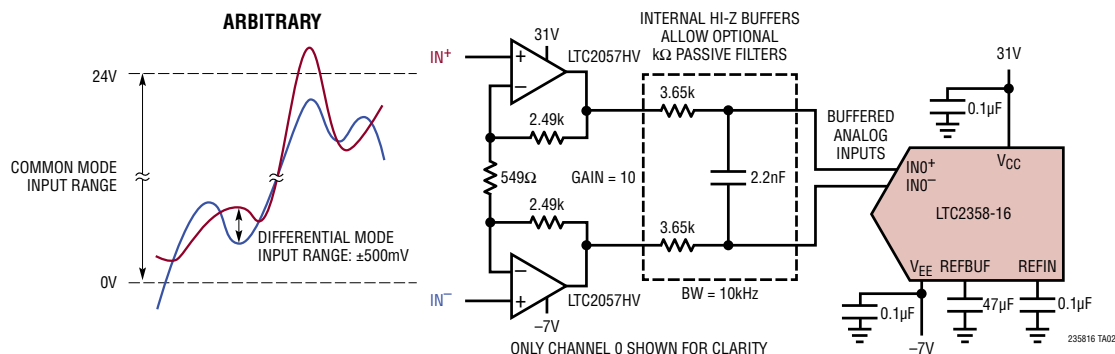 ARBITRARY
24V
COMMON MODE
INPUT RANGE
DIFFERENTIAL MODE
INPUT RANGE: ±500mV
0V
IN+
31V
LTC2057HV
+
–
2.49k
549Ω
GAIN = 10
2.49k
–
+
LTC2057HV
IN–
–7V
INTERNAL HI-Z BUFFERS
ALLOW OPTIONAL
kΩ PASSIVE FILTERS
3.65k
2.2nF
3.65k
BW = 10kHz
ONLY CHANNEL 0 SHOWN FOR CLARITY
BUFFERED
ANALOG
INPUTS
31V
0.1µF
VCC
IN0+
IN0–
LTC2358-16
VEE
REFBUF
REFIN
0.1µF
47µF
0.1µF
–7V
235816 TA02